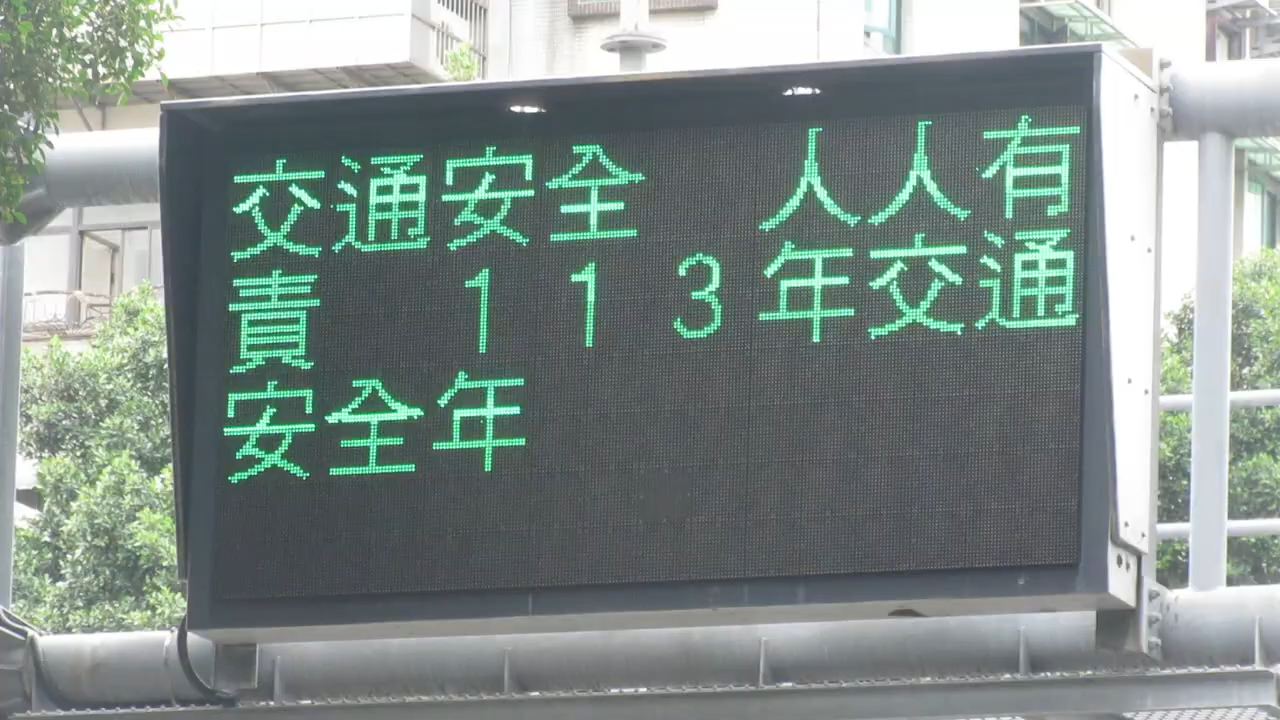 交通安全　人人有
責　113年交通
安全年